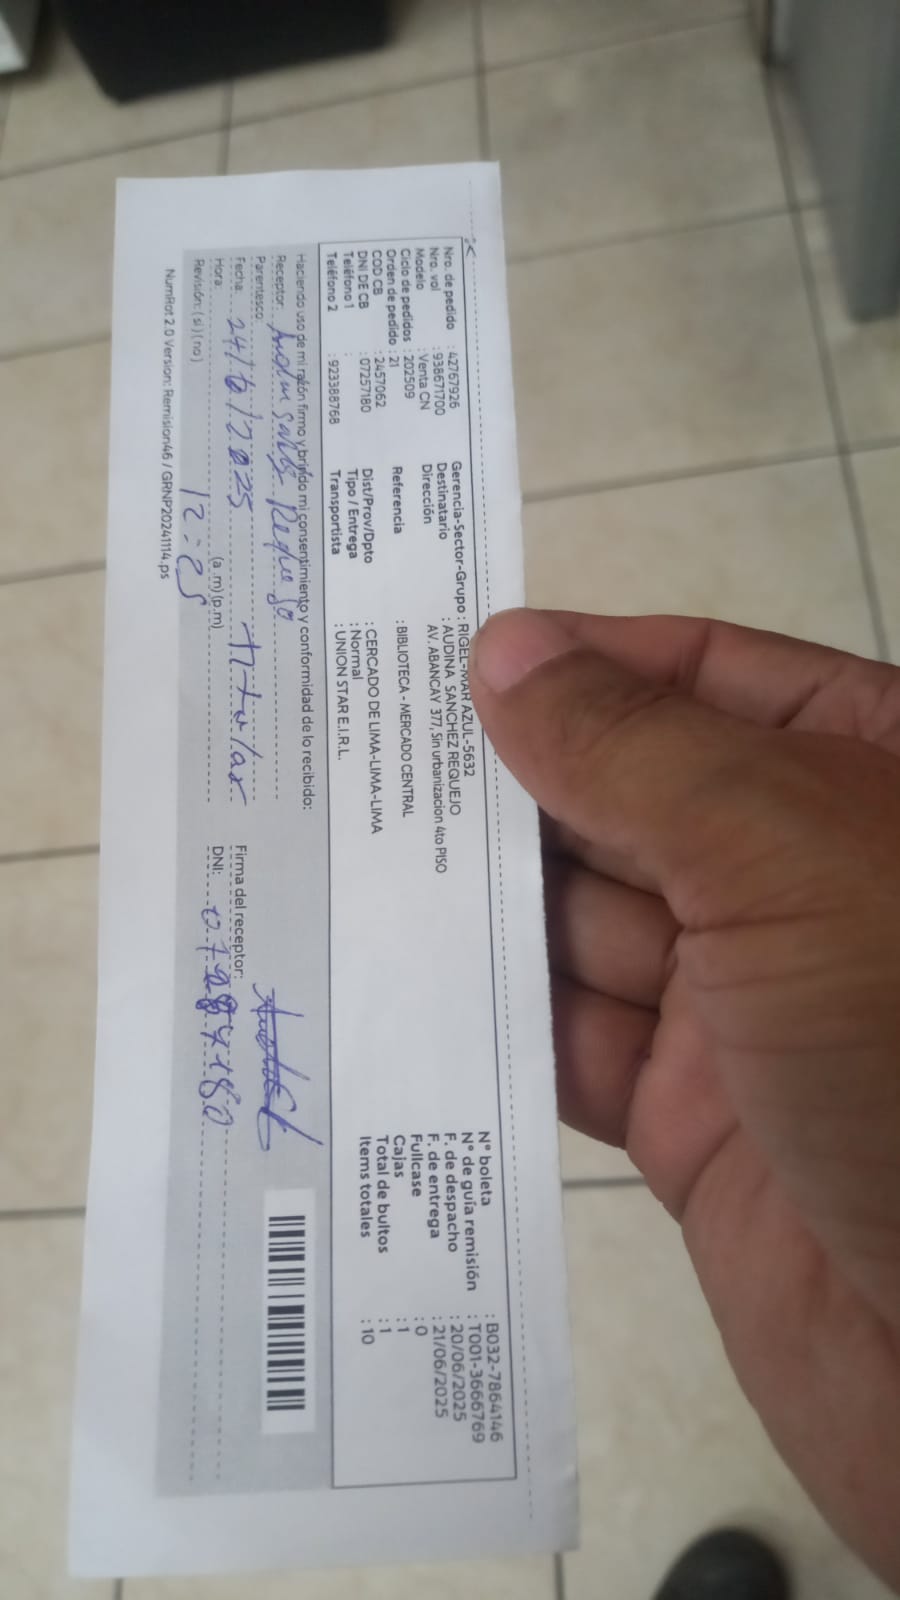 Nro. de pedido : 42767926
Nro. vol : 938671700
Modelo : Venta CN
Ciclo de pedidos : 202509
Orden de pedido : 21
COD CB : 2457062
DNI DE CB : 07257180
Teléfono 1 :
Teléfono 2 : 923388768
Gerencia-Sector-Grupo : RIGEL-MAR AZUL-5632
Destinatario : AUDINA SANCHEZ REQUEJO
Dirección AV. ABANCAY 377, Sin urbanizacion 4to PISO
Referencia : BIBLIOTECA - MERCADO CENTRAL
Dist/Prov/Dpto : CERCADO DE LIMA-LIMA-LIMA
Tipo / Entrega : Normal
Transportista : UNION STAR E.I.R.L.
N° boleta : B032-7864146
N° de guía remisión : T001-3666769
F. de despacho : 20/06/2025
F. de entrega : 21/06/2025
Fullcase : 0
Cajas : 1
Total de bultos : 1
Items totales : 10
Haciendo uso de mi razón firmo y brindo mi consentimiento y conformidad de lo recibido:
Receptor: Requejo
Parentesco: titular
Fecha: 2025
Hora: 12:25 (a .m) (p.m)
Revisión: (si) (no)
Firma del receptor:
DNI:
NumRot 2.0 Version: Remision46 / GRNP20241114.ps